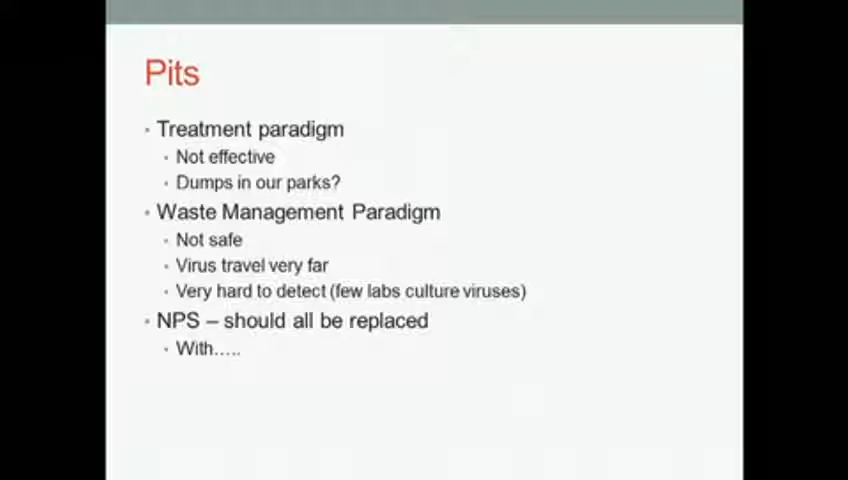 Pits
Treatment paradigm
Not effective
Dumps in our parks?
Waste Management Paradigm
Not safe
Virus travel very far
Very hard to detect (few labs culture viruses)
NPS – should all be replaced
With…..